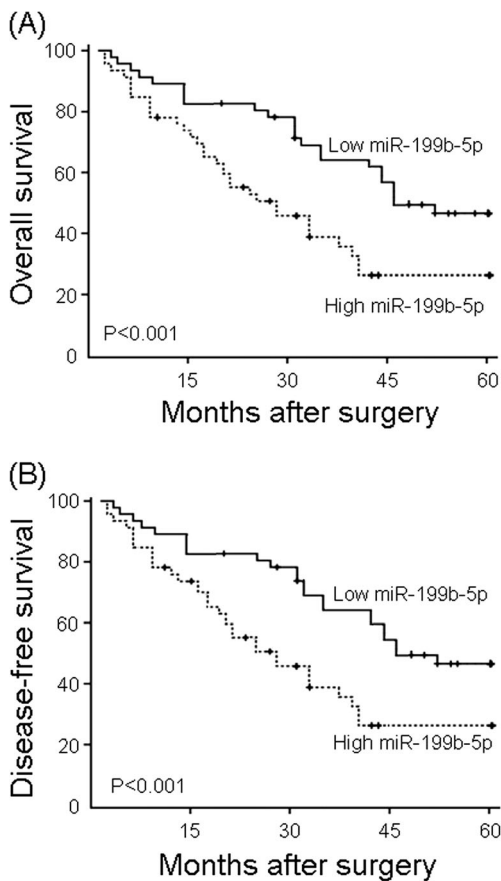 (A)
Overall survival
100
80
60
40
20
0
Low miR-199b-5p
High miR-199b-5p
P<0.001
15 30 45 60
Months after surgery
(B)
Disease-free survival
100
80
60
40
20
0
Low miR-199b-5p
High miR-199b-5p
P<0.001
15 30 45 60
Months after surgery